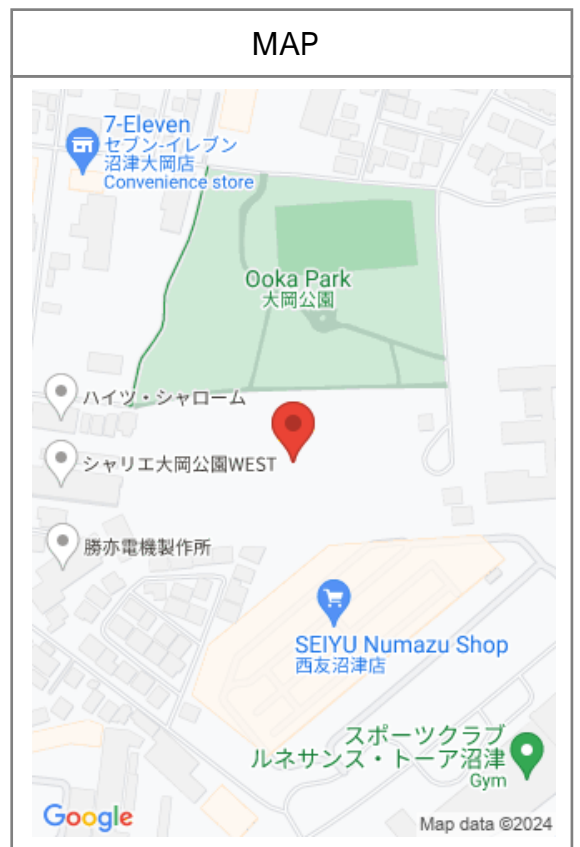 MAP
7-Eleven
セブン-イレブン
沼津大岡店
Convenience store
Ooka Park
大岡公園
ハイツ・シャローム
シャリエ大岡公園WEST
勝亦電機製作所
SEIYU Numazu Shop
西友沼津店
スポーツクラブ
ルネサンス・トーア沼津
Gym
Google
Map data ©2024